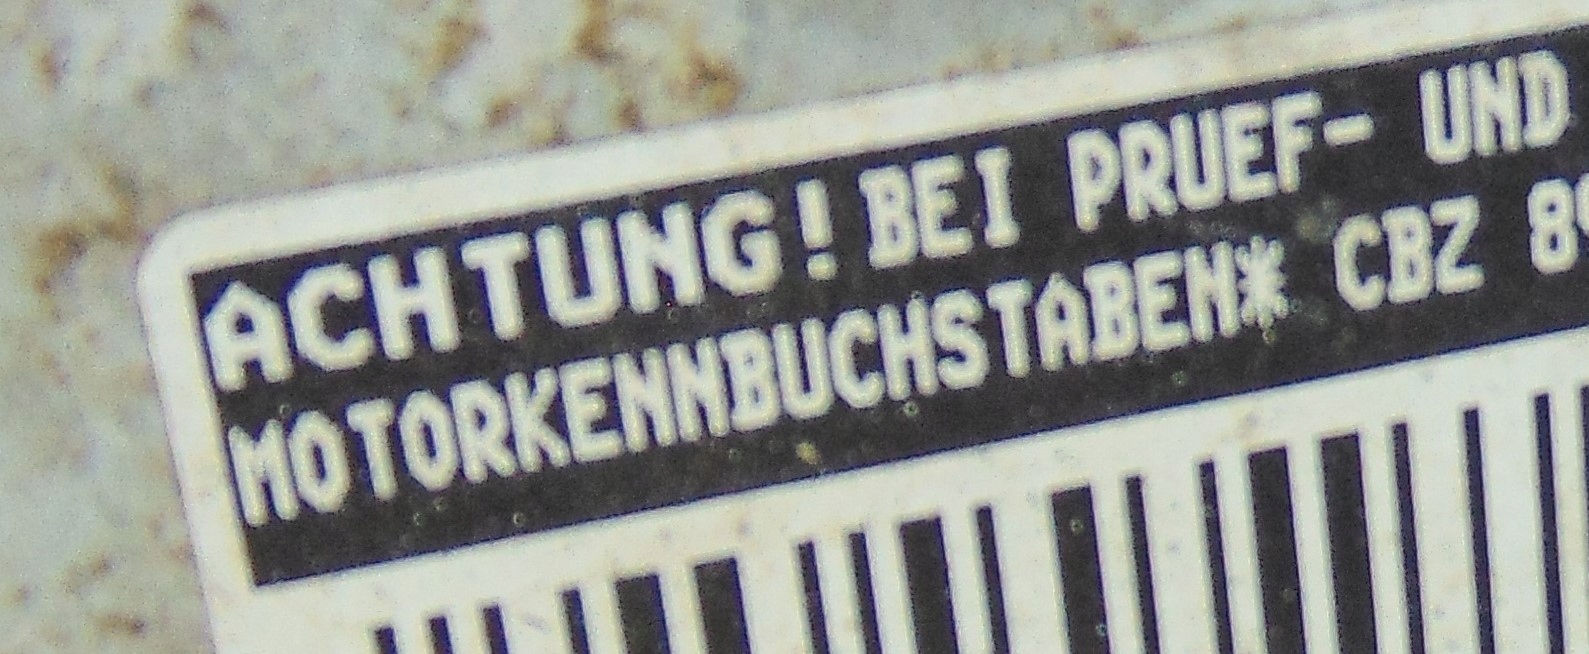 ACHTUNG! BEI PRUEF- UND
MOTORKENNBUCHSTABEN* CBZ